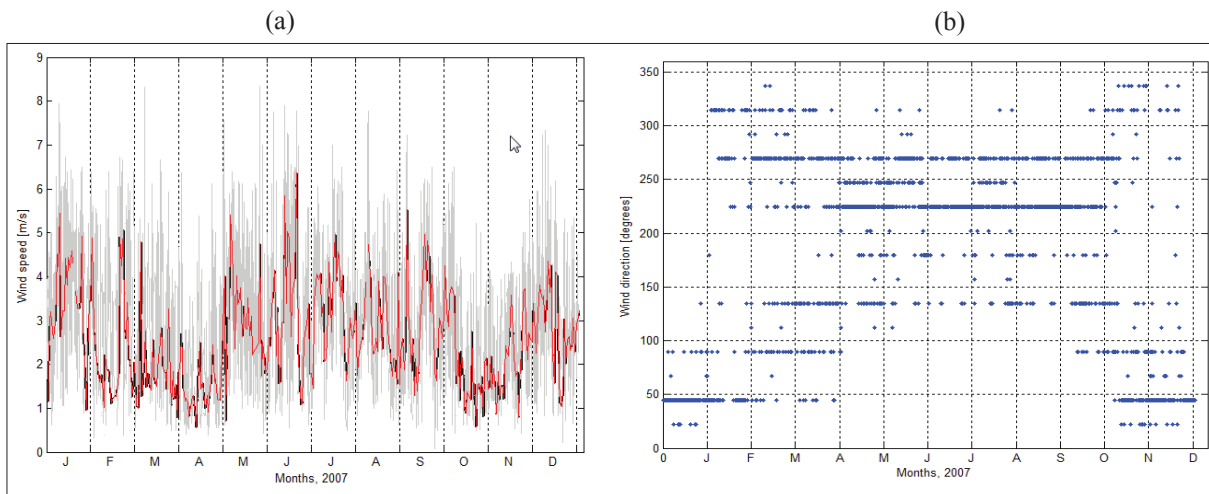 (a)
(b)
Wind speed [m/s]
9
8
7
6
5
4
3
2
1
0
J F M A M J J A S O N D
Months, 2007
Wind direction [degrees]
350
300
250
200
150
100
50
0
0 J F M A M J J A S O N D
Months, 2007